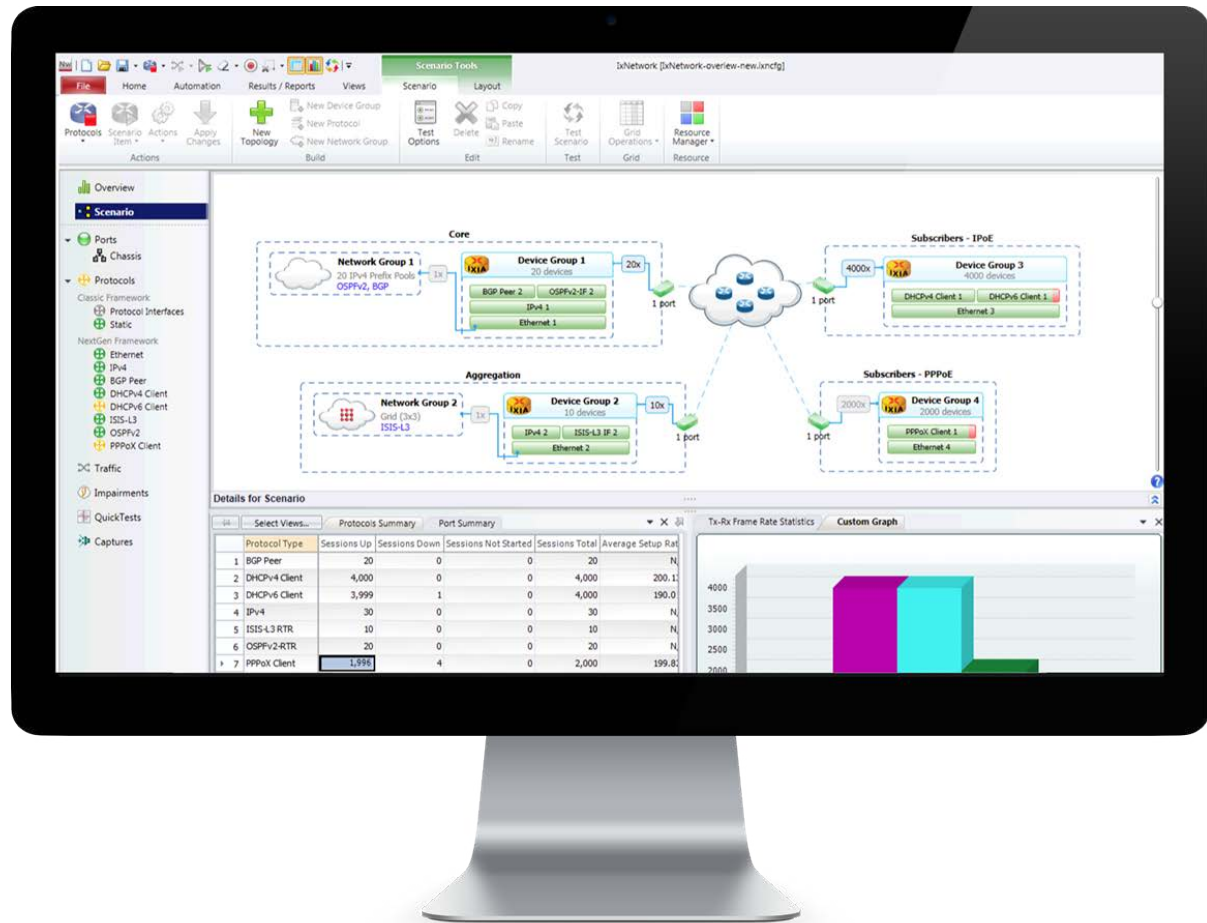 Nw
Scenario Tools
IxNetwork [IxNetwork-overiew-new.ixncfg]
File Home Automation Results / Reports Views Scenario Layout
Protocols
Scenario Item
Actions
Apply Changes
New Topology
New Device Group
New Protocol
New Network Group
Test Options
Delete
Copy
Paste
Rename
Test Scenario
Grid Operations
Resource Manager
Actions Build Edit Test Grid Resource
Overview
Scenario
Ports
Chassis
Protocols
Classic Framework
Protocol Interfaces
Static
NextGen Framework
Ethernet
IPv4
BGP Peer
DHCPv4 Client
DHCPv6 Client
ISIS-L3
OSPFv2
PPPoX Client
Traffic
Impairments
QuickTests
Captures
Core
Network Group 1
20 IPv4 Prefix Pools
OSPFv2, BGP
1x
IXIA
Device Group 1
20 devices
BGP Peer 2 OSPFv2-IF 2
IPv4 1
Ethernet 1
20x
1 port
Subscribers - IPoE
1 port
4000x
IXIA
Device Group 3
4000 devices
DHCPv4 Client 1 DHCPv6 Client 1
Ethernet 3
Aggregation
Network Group 2
Grid (3x3)
ISIS-L3
1x
IXIA
Device Group 2
10 devices
IPv4 2 ISIS-L3 IF 2
Ethernet 2
10x
1 port
Subscribers - PPPoE
1 port
2000x
IXIA
Device Group 4
2000 devices
PPPoX Client 1
Ethernet 4
Details for Scenario
Select Views... Protocols Summary Port Summary
Protocol Type Sessions Up Sessions Down Sessions Not Started Sessions Total Average Setup Rat
1 BGP Peer 20 0 0 20 N,
2 DHCPv4 Client 4,000 0 0 4,000 200.1
3 DHCPv6 Client 3,999 1 0 4,000 190.0
4 IPv4 30 0 0 30 N,
5 ISIS-L3 RTR 10 0 0 10 N,
6 OSPFv2-RTR 20 0 0 20 N,
7 PPPoX Client 1,996 4 0 2,000 199.8
Tx-Rx Frame Rate Statistics Custom Graph
4000
3500
3000
2500
2000